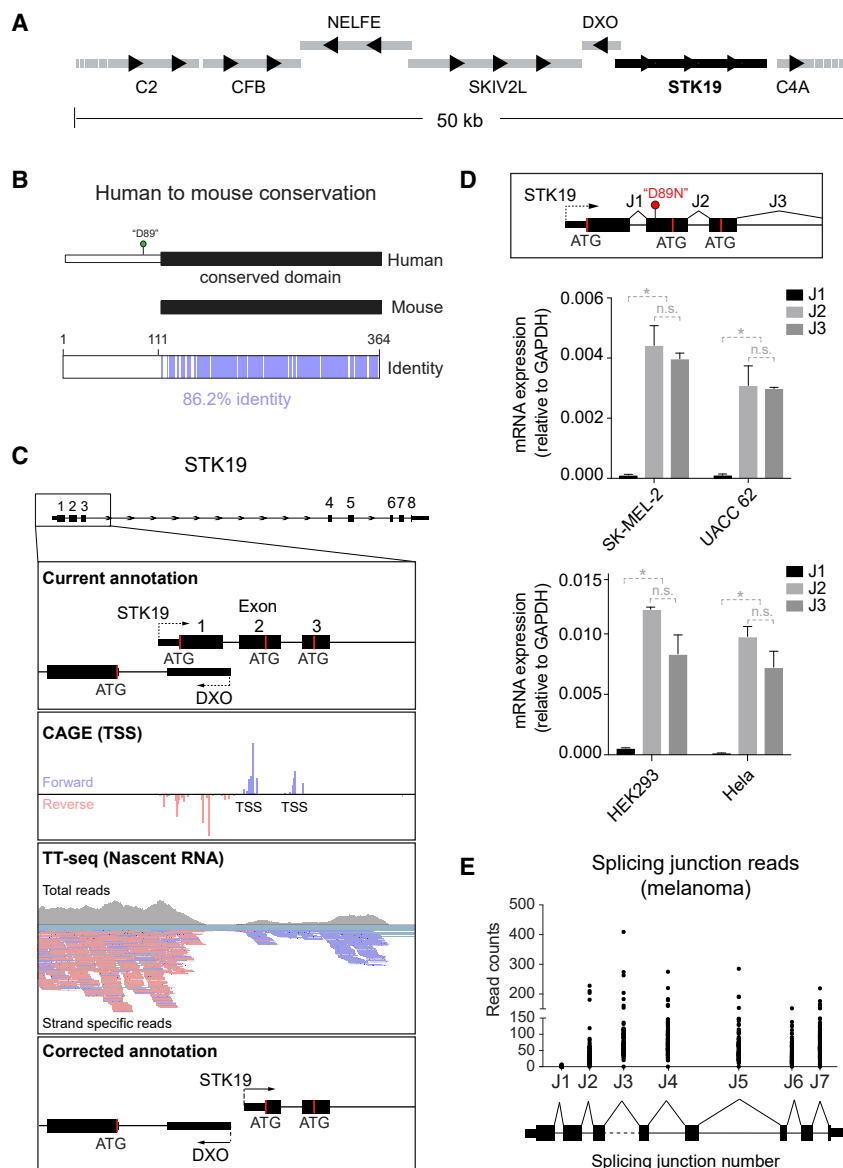 A
NELFE
DXO
C2
CFB
SKIV2L
STK19
C4A
50 kb
B
Human to mouse conservation
"D89"
Human
conserved domain
Mouse
1
111
364
Identity
86.2% identity
C
STK19
1 2 3
4
5
6 7 8
Current annotation
STK19
Exon
1
2
3
ATG
ATG
ATG
ATG
DXO
CAGE (TSS)
Forward
Reverse
TSS
TSS
TT-seq (Nascent RNA)
Total reads
Strand specific reads
Corrected annotation
STK19
ATG
ATG
ATG
DXO
D
STK19
J1
"D89N"
J2
J3
ATG
ATG
ATG
mRNA expression
(relative to GAPDH)
0.006
0.004
0.002
0.000
*
n.s.
*
n.s.
J1
J2
J3
SK-MEL-2
UACC 62
mRNA expression
(relative to GAPDH)
0.015
0.010
0.005
0.000
*
n.s.
*
n.s.
J1
J2
J3
HEK293
Hela
E
Splicing junction reads
(melanoma)
Read counts
500
400
300
200
150
100
50
0
J1 J2 J3 J4 J5 J6 J7
Splicing junction number